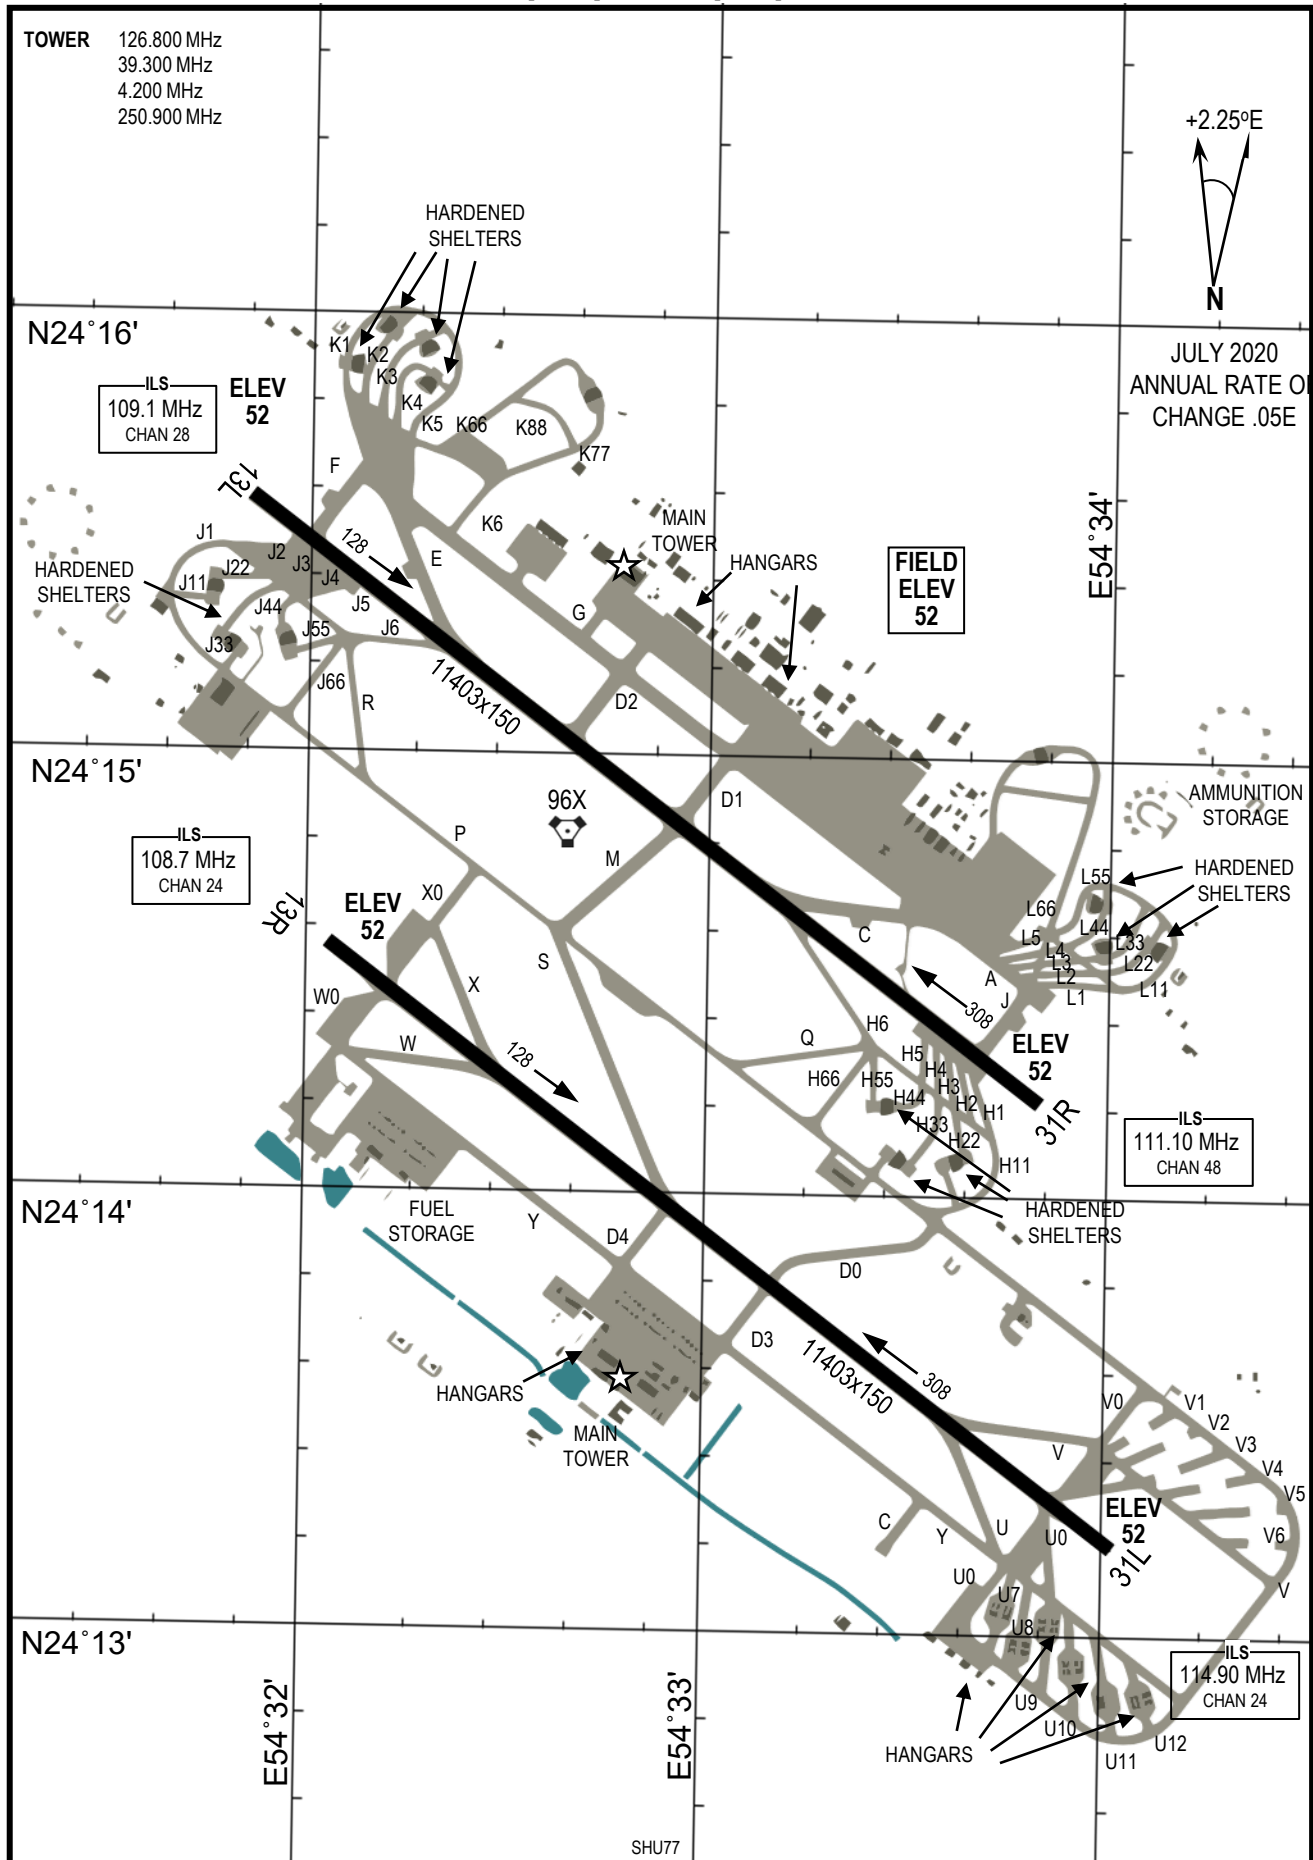 TOWER 126.800 MHz
39.300 MHz
4.200 MHz
250.900 MHz
+2.25ºE
N
JULY 2020
ANNUAL RATE OF
CHANGE .05E
HARDENED
SHELTERS
N24°16'
ILS
109.1 MHz
CHAN 28
ELEV
52
K1
K2
K3
K4
K5
K66
K88
K77
K6
F
13L
128
E
G
MAIN
TOWER
HANGARS
FIELD
ELEV
52
E54°34'
J1
J2
J3
J4
J5
J6
J11
J22
J44
J33
J55
J66
HARDENED
SHELTERS
R
11403x150
D2
N24°15'
D1
96X
P
M
AMMUNITION
STORAGE
ILS
108.7 MHz
CHAN 24
13R
ELEV
52
X0
HARDENED
SHELTERS
L55
L66
L44
L5
L4
L33
L3
L22
L2
L11
L1
C
A
J
308
S
X
W0
W
128
Q
H6
H5
H4
H3
H2
H1
H66
H55
H44
H33
H22
H11
ELEV
52
31R
ILS
111.10 MHz
CHAN 48
N24°14'
FUEL
STORAGE
Y
D4
HARDENED
SHELTERS
D0
D3
11403x150
308
HANGARS
MAIN
TOWER
V0
V1
V2
V3
V4
V5
V6
V
V
ELEV
52
31L
C
Y
U
U0
U0
U7
U8
U9
U10
U11
U12
N24°13'
ILS
114.90 MHz
CHAN 24
HANGARS
E54°32'
E54°33'
SHU77